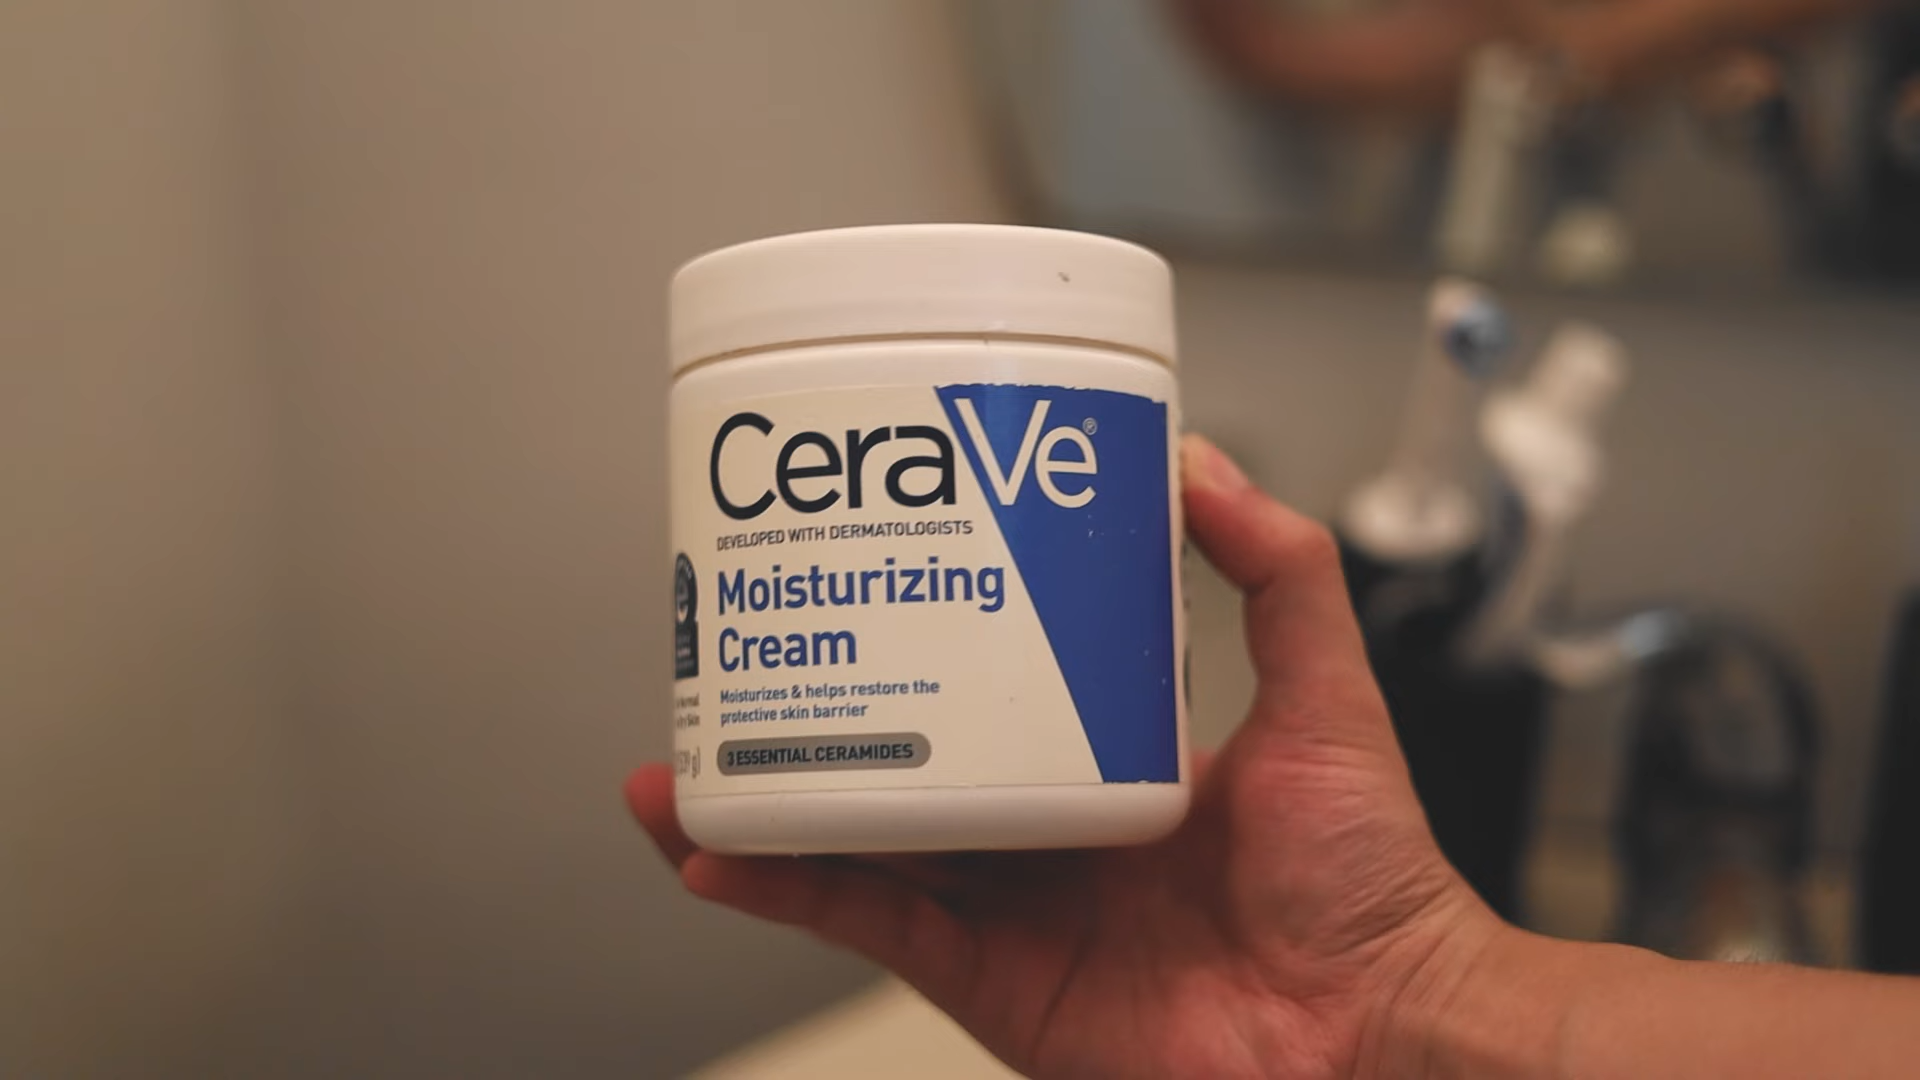 CeraVe®
DEVELOPED WITH DERMATOLOGISTS
Moisturizing
Cream
Moisturizes & helps restore the
protective skin barrier
3 ESSENTIAL CERAMIDES